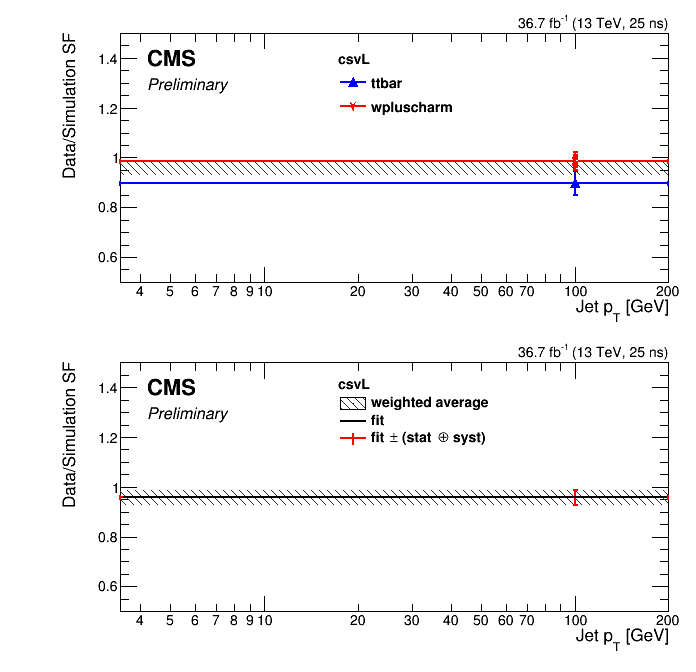 36.7 fb⁻¹ (13 TeV, 25 ns)
Data/Simulation SF
CMS
Preliminary
csvL
ttbar
wpluscharm
1.4
1.2
1
0.8
0.6
4 5 6 7 8 9 10 20 30 40 50 60 70 100 200
Jet p_T [GeV]
36.7 fb⁻¹ (13 TeV, 25 ns)
Data/Simulation SF
CMS
Preliminary
csvL
weighted average
fit
fit ± (stat ⊕ syst)
1.4
1.2
1
0.8
0.6
4 5 6 7 8 9 10 20 30 40 50 60 70 100 200
Jet p_T [GeV]